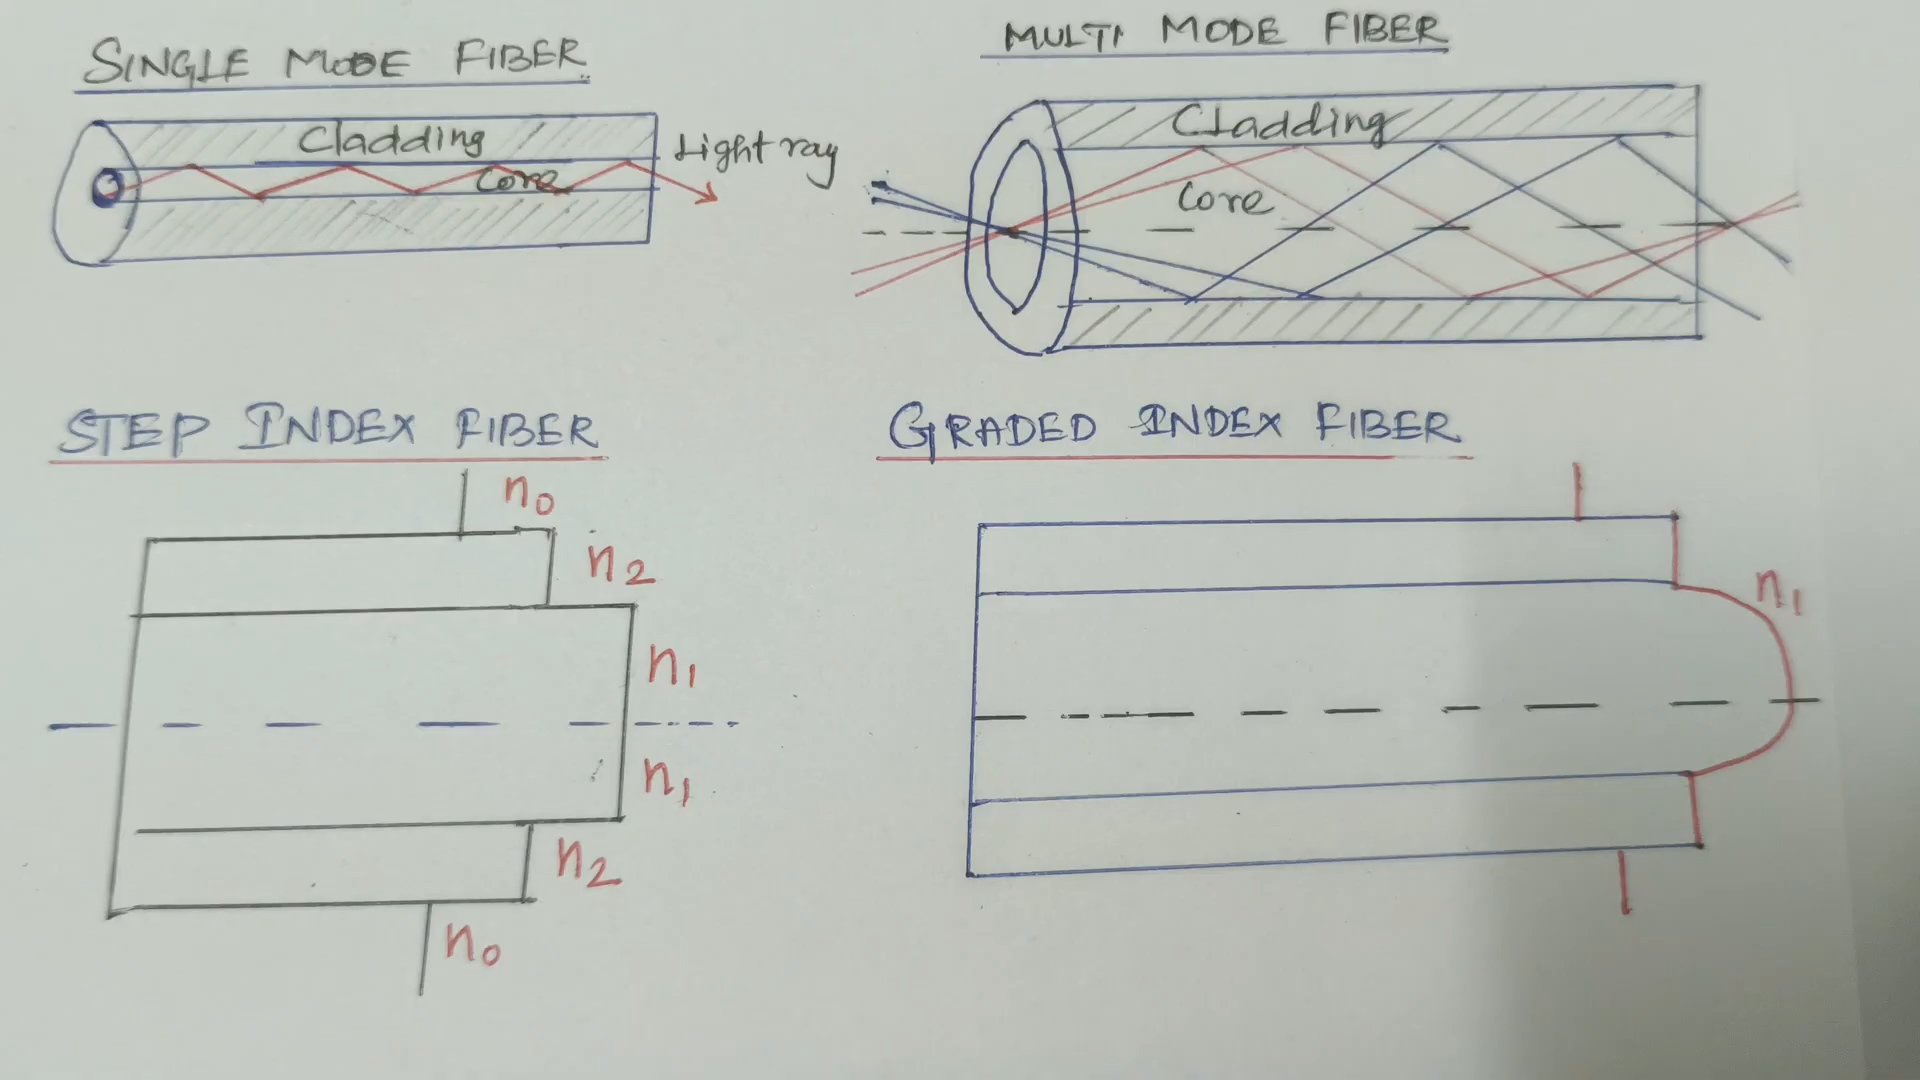 SINGLE MODE FIBER
Cladding
Core
Light ray
MULTI MODE FIBER
Cladding
Core
STEP INDEX FIBER
n0
n2
n1
n1
n2
n0
GRADED INDEX FIBER
n1